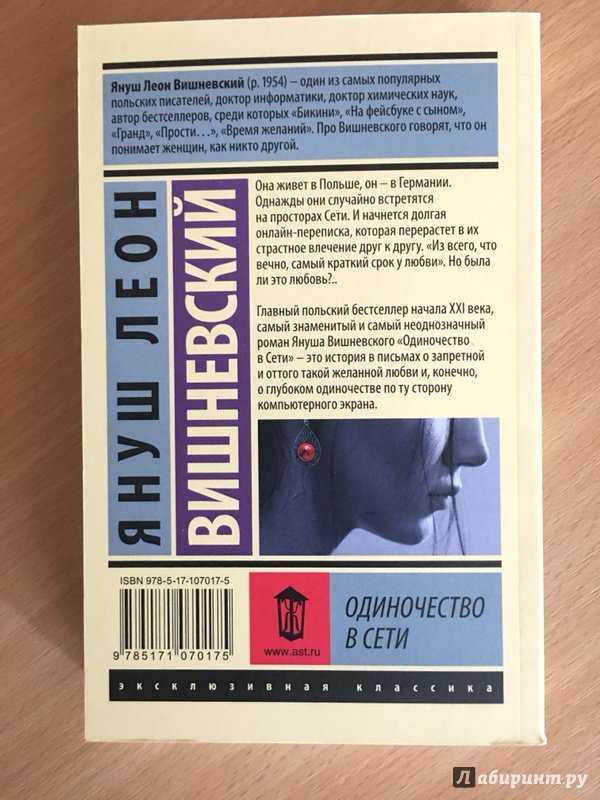 Януш Леон Вишневский (р. 1954) – один из самых популярных
польских писателей, доктор информатики, доктор химических наук,
автор бестселлеров, среди которых «Бикини», «На фейсбуке с сыном»,
«Гранд», «Прости…», «Время желаний». Про Вишневского говорят, что он
понимает женщин, как никто другой.
ЯНУШ ЛЕОН
ВИШНЕВСКИЙ
Она живет в Польше, он – в Германии.
Однажды они случайно встретятся
на просторах Сети. И начнется долгая
онлайн-переписка, которая перерастет в их
страстное влечение друг к другу. «Из всего, что
вечно, самый краткий срок у любви». Но была
ли это любовь?..
Главный польский бестселлер начала XXI века,
самый знаменитый и самый неоднозначный
роман Януша Вишневского «Одиночество
в Сети» – это история в письмах о запретной
и оттого такой желанной любви и, конечно,
о глубоком одиночестве по ту сторону
компьютерного экрана.
ISBN 978-5-17-107017-5
9 785171 070175
Ж
www.ast.ru
ОДИНОЧЕСТВО
В СЕТИ
эксклюзивная классика
Лабиринт.ру